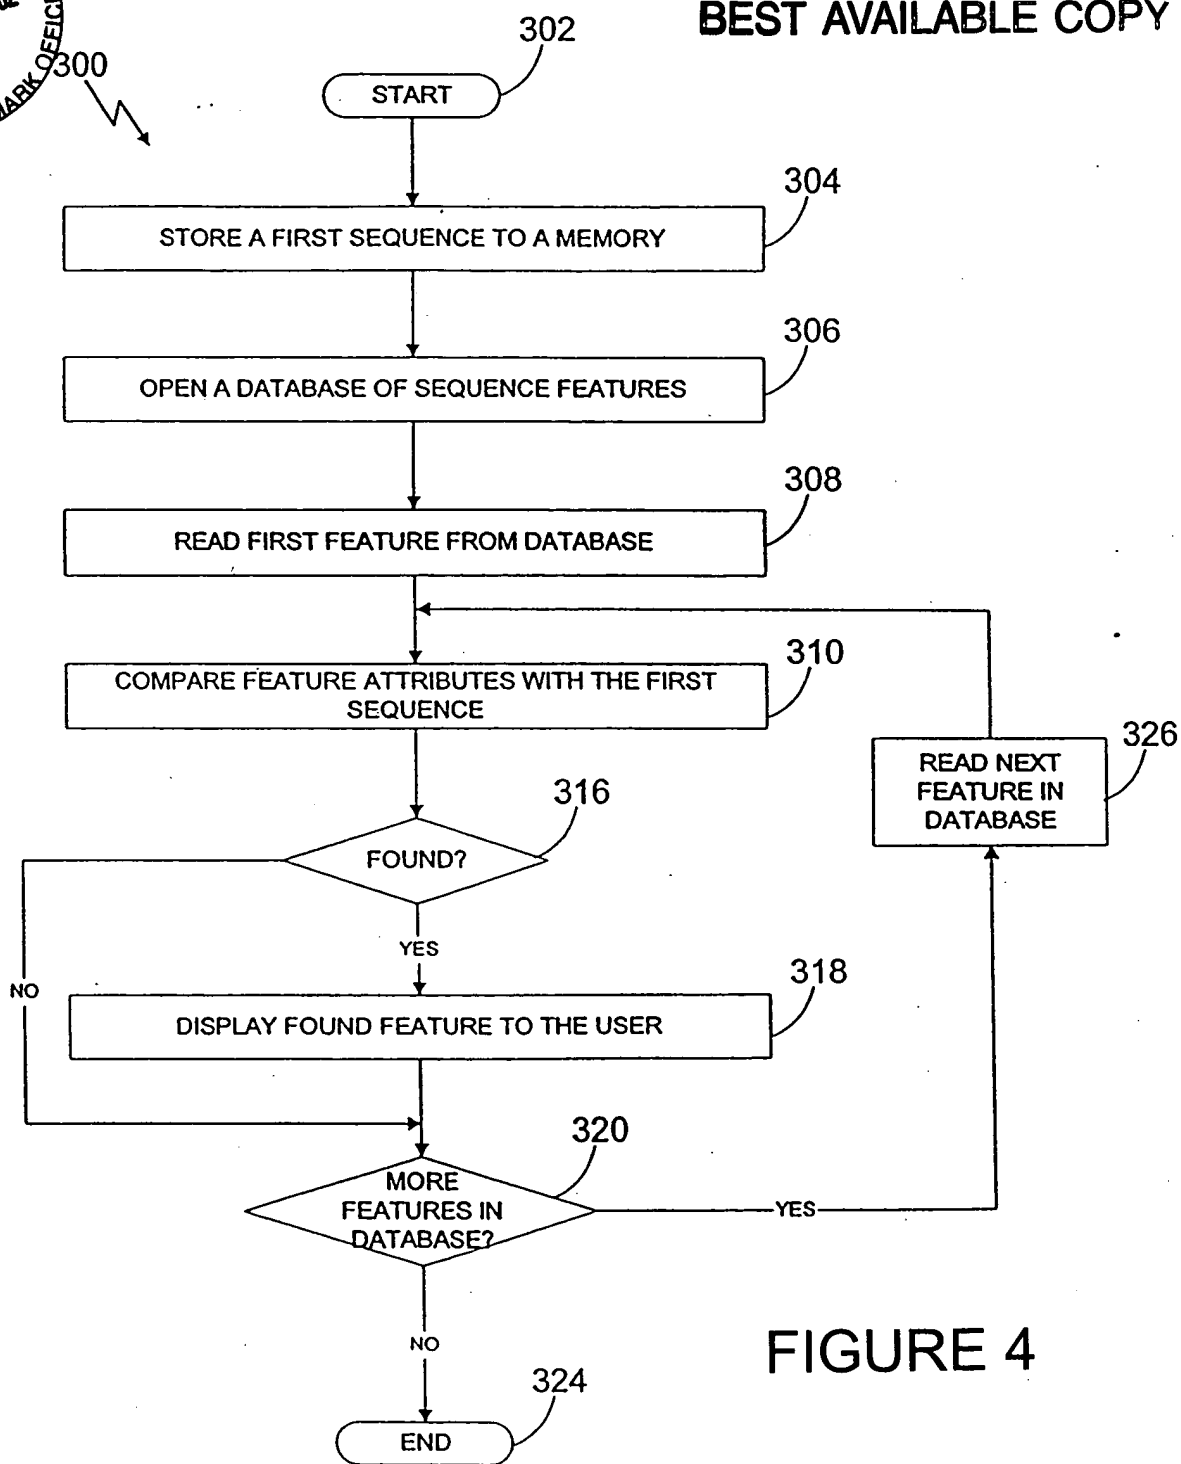 BEST AVAILABLE COPY
MARK OFFICE
300
302
START
304
STORE A FIRST SEQUENCE TO A MEMORY
306
OPEN A DATABASE OF SEQUENCE FEATURES
308
READ FIRST FEATURE FROM DATABASE
310
COMPARE FEATURE ATTRIBUTES WITH THE FIRST
SEQUENCE
326
READ NEXT
FEATURE IN
DATABASE
316
FOUND?
YES
NO
318
DISPLAY FOUND FEATURE TO THE USER
320
MORE
FEATURES IN
DATABASE?
YES
NO
FIGURE 4
324
END